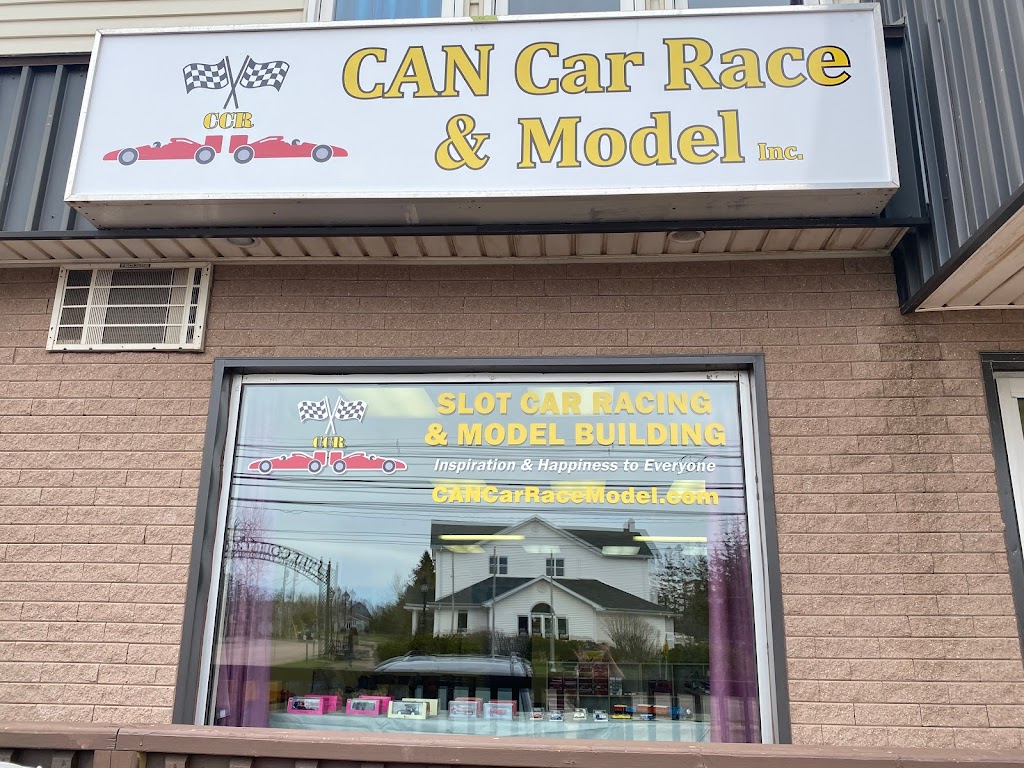 CCR
CAN Car Race
& Model Inc.
CCR
SLOT CAR RACING
& MODEL BUILDING
Inspiration & Happiness to Everyone
CANCarRaceModel.com